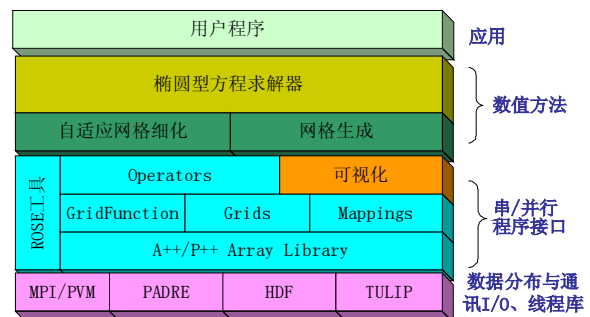 用户程序
应用
椭圆型方程求解器
自适应网格细化
网格生成
数值方法
ROSE工具
Operators
可视化
GridFunction
Grids
Mappings
A++/P++ Array Library
串/并行
程序接口
MPI/PVM
PADRE
HDF
TULIP
数据分布与通
讯I/O、线程库